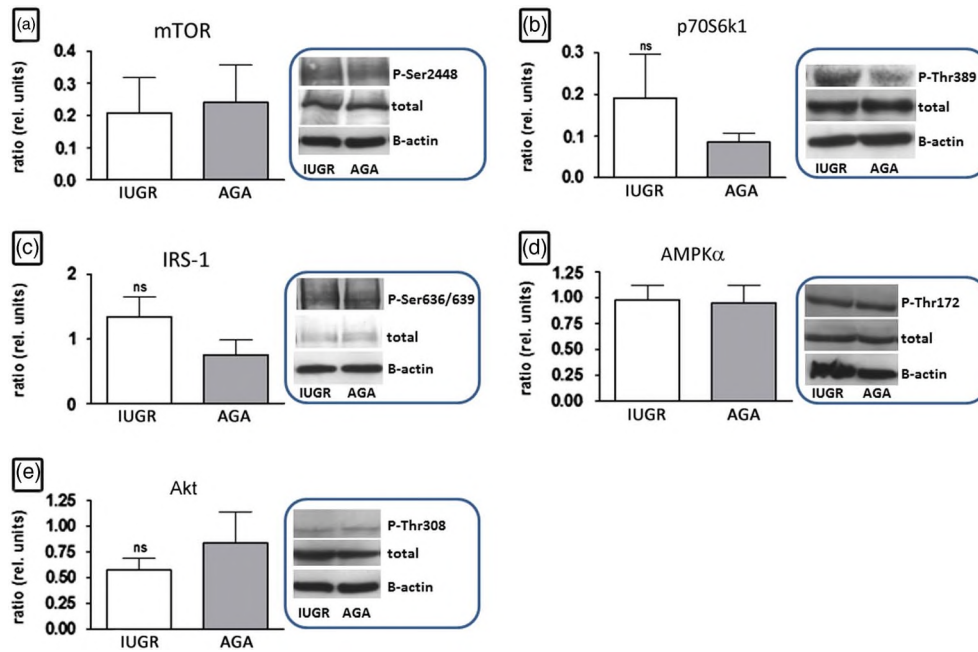 (a)
mTOR
ratio (rel. units)
0.4
0.3
0.2
0.1
0.0
IUGR AGA
P-Ser2448
total
B-actin
IUGR AGA
(b)
p70S6k1
ratio (rel. units)
0.3
0.2
0.1
0.0
ns
IUGR AGA
P-Thr389
total
B-actin
IUGR AGA
(c)
IRS-1
ratio (rel. units)
2
1
0
ns
IUGR AGA
P-Ser636/639
total
B-actin
IUGR AGA
(d)
AMPKα
ratio (rel. units)
1.25
1.00
0.75
0.50
0.25
0.00
IUGR AGA
P-Thr172
total
B-actin
IUGR AGA
(e)
Akt
ratio (rel. units)
1.25
1.00
0.75
0.50
0.25
0.00
ns
IUGR AGA
P-Thr308
total
B-actin
IUGR AGA